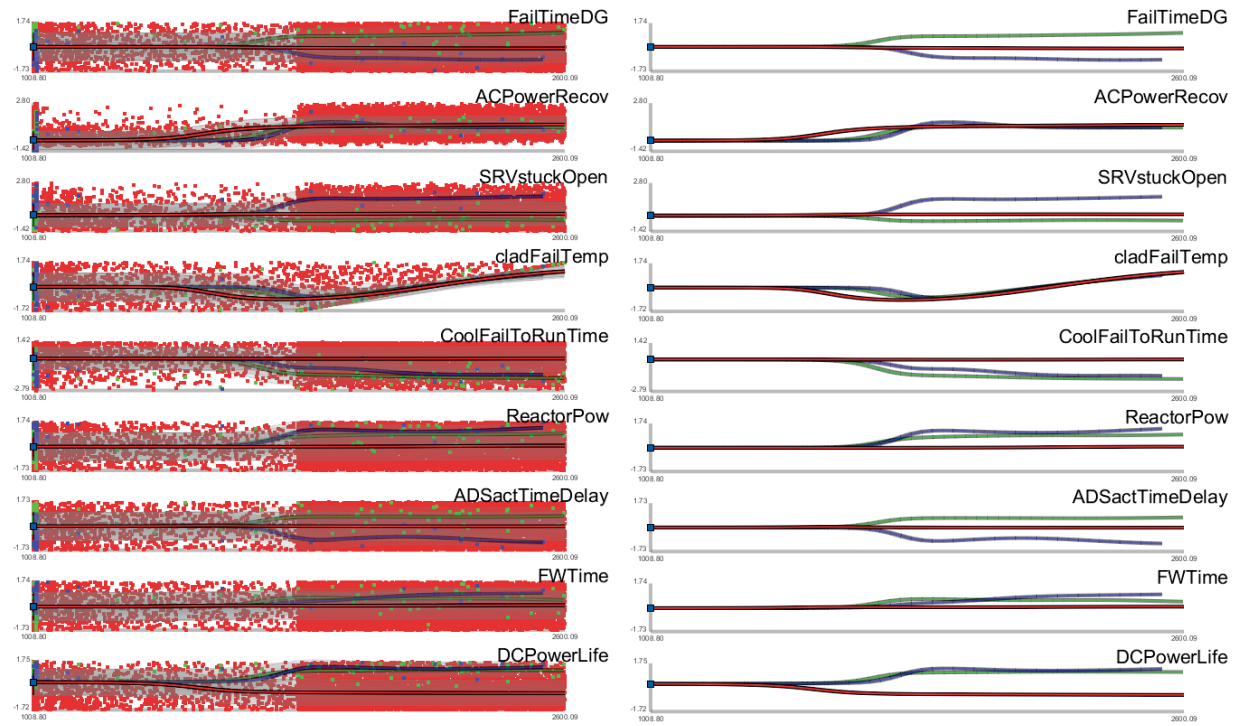 1.74 FailTimeDG 1.74 FailTimeDG
-1.73 -1.73
1008.80 2600.09 1008.80 2600.09
2.80 ACPowerRecov 2.80 ACPowerRecov
-1.42 -1.42
1008.80 2600.09 1008.80 2600.09
2.80 SRVstuckOpen 2.80 SRVstuckOpen
-1.42 -1.42
1008.80 2600.09 1008.80 2600.09
1.74 cladFailTemp 1.74 cladFailTemp
-1.72 -1.72
1008.80 2600.09 1008.80 2600.09
1.42 CoolFailToRunTime 1.42 CoolFailToRunTime
-2.79 -2.79
1008.80 2600.09 1008.80 2600.09
1.74 ReactorPow 1.74 ReactorPow
-1.73 -1.73
1008.80 2600.09 1008.80 2600.09
1.73 ADSactTimeDelay 1.73 ADSactTimeDelay
-1.73 -1.73
1008.80 2600.09 1008.80 2600.09
1.74 FWTime 1.74 FWTime
-1.73 -1.73
1008.80 2600.09 1008.80 2600.09
1.75 DCPowerLife 1.75 DCPowerLife
-1.72 -1.72
1008.80 2600.09 1008.80 2600.09